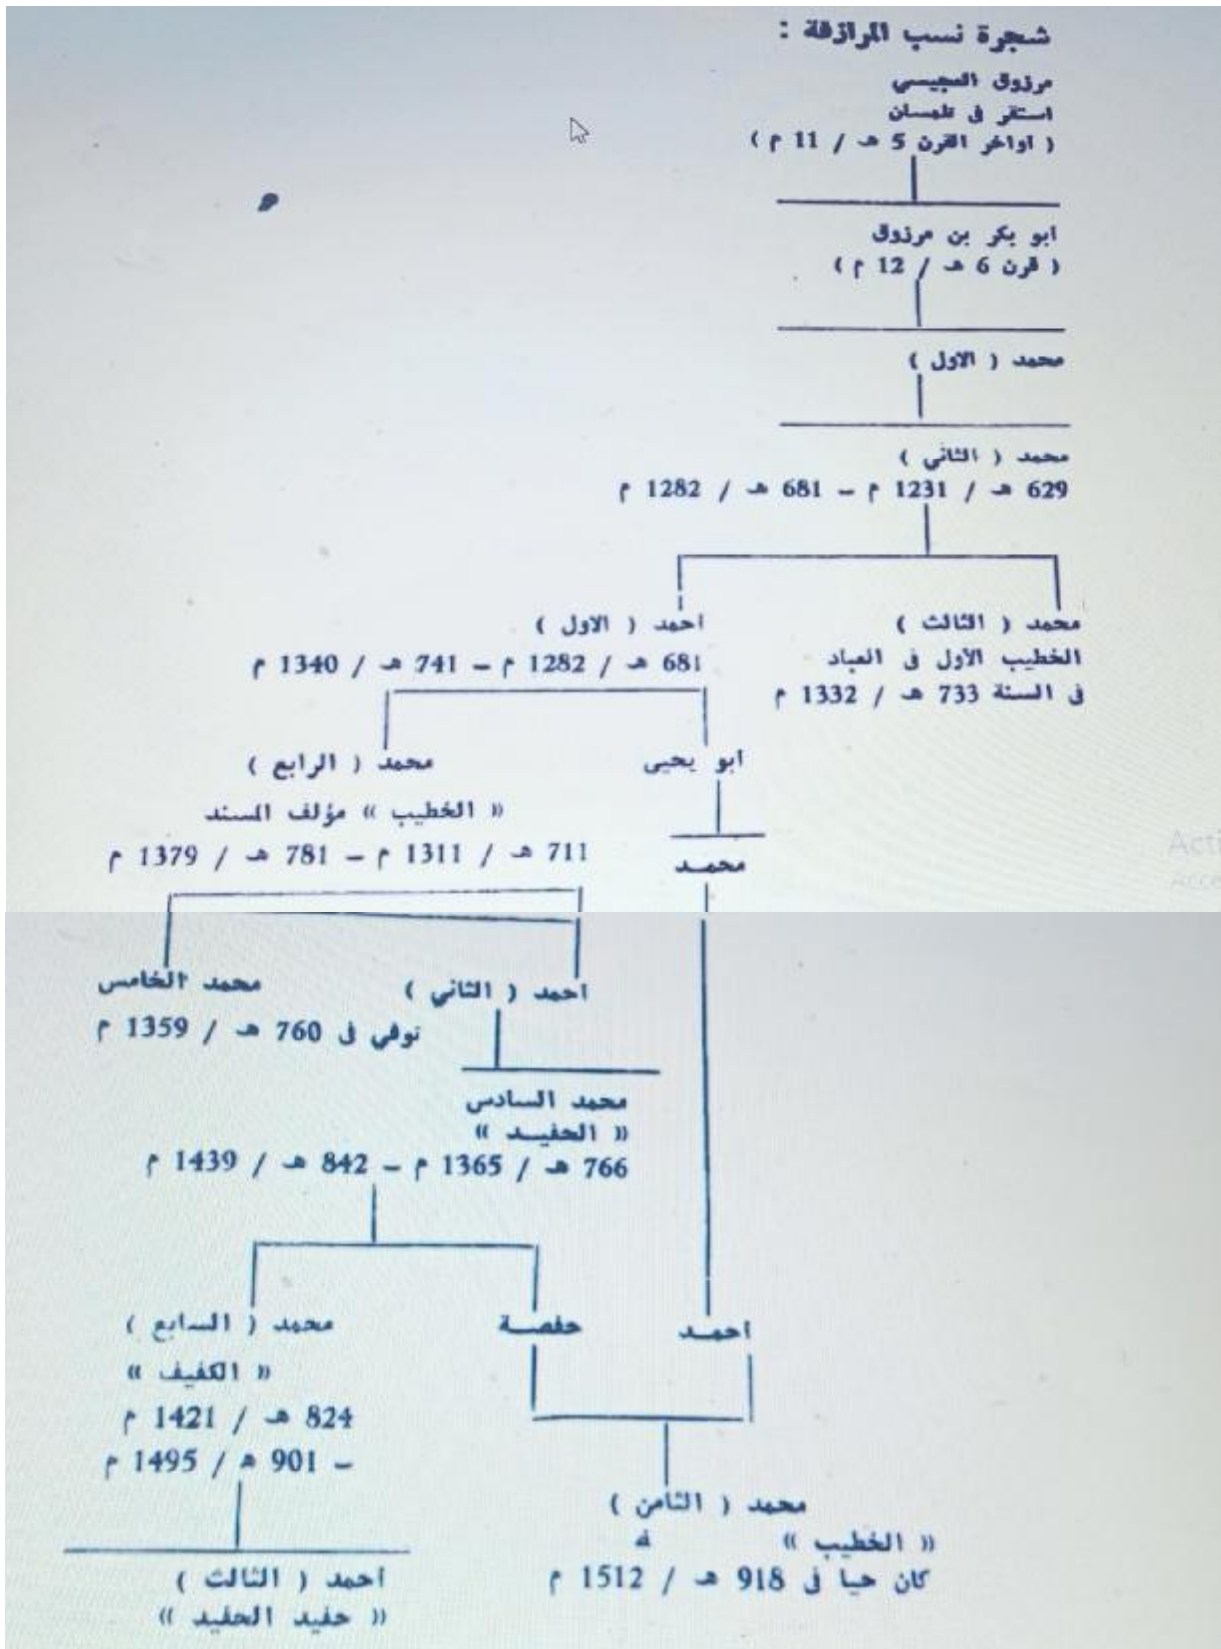 شجرة نسب المرازقة :
مرزوق العجيسي
استقر في تلمسان
( اواخر القرن 5 هـ / 11 م )
ابو بكر بن مرزوق
( قرن 6 هـ / 12 م )
محمد ( الاول )
محمد ( الثاني )
629 هـ / 1231 م – 681 هـ / 1282 م
محمد ( الثالث )
الخطيب الأول في العباد
في السنة 733 هـ / 1332 م
احمد ( الاول )
681 هـ / 1282 م – 741 هـ / 1340 م
ابو يحيى
محمد ( الرابع )
« الخطيب » مؤلف المسند
711 هـ / 1311 م – 781 هـ / 1379 م
محمد
Acti
Acce
احمد ( الثاني )
محمد الخامس
توفي في 760 هـ / 1359 م
محمد السادس
« الحفيد »
766 هـ / 1365 م – 842 هـ / 1439 م
احمد
حفصة
محمد ( السابع )
« الكفيف »
824 هـ / 1421 م
– 901 هـ / 1495 م
محمد ( الثامن )
« الخطيب »
كان حيا في 918 هـ / 1512 م
احمد ( الثالث )
« حفيد الحفيد »